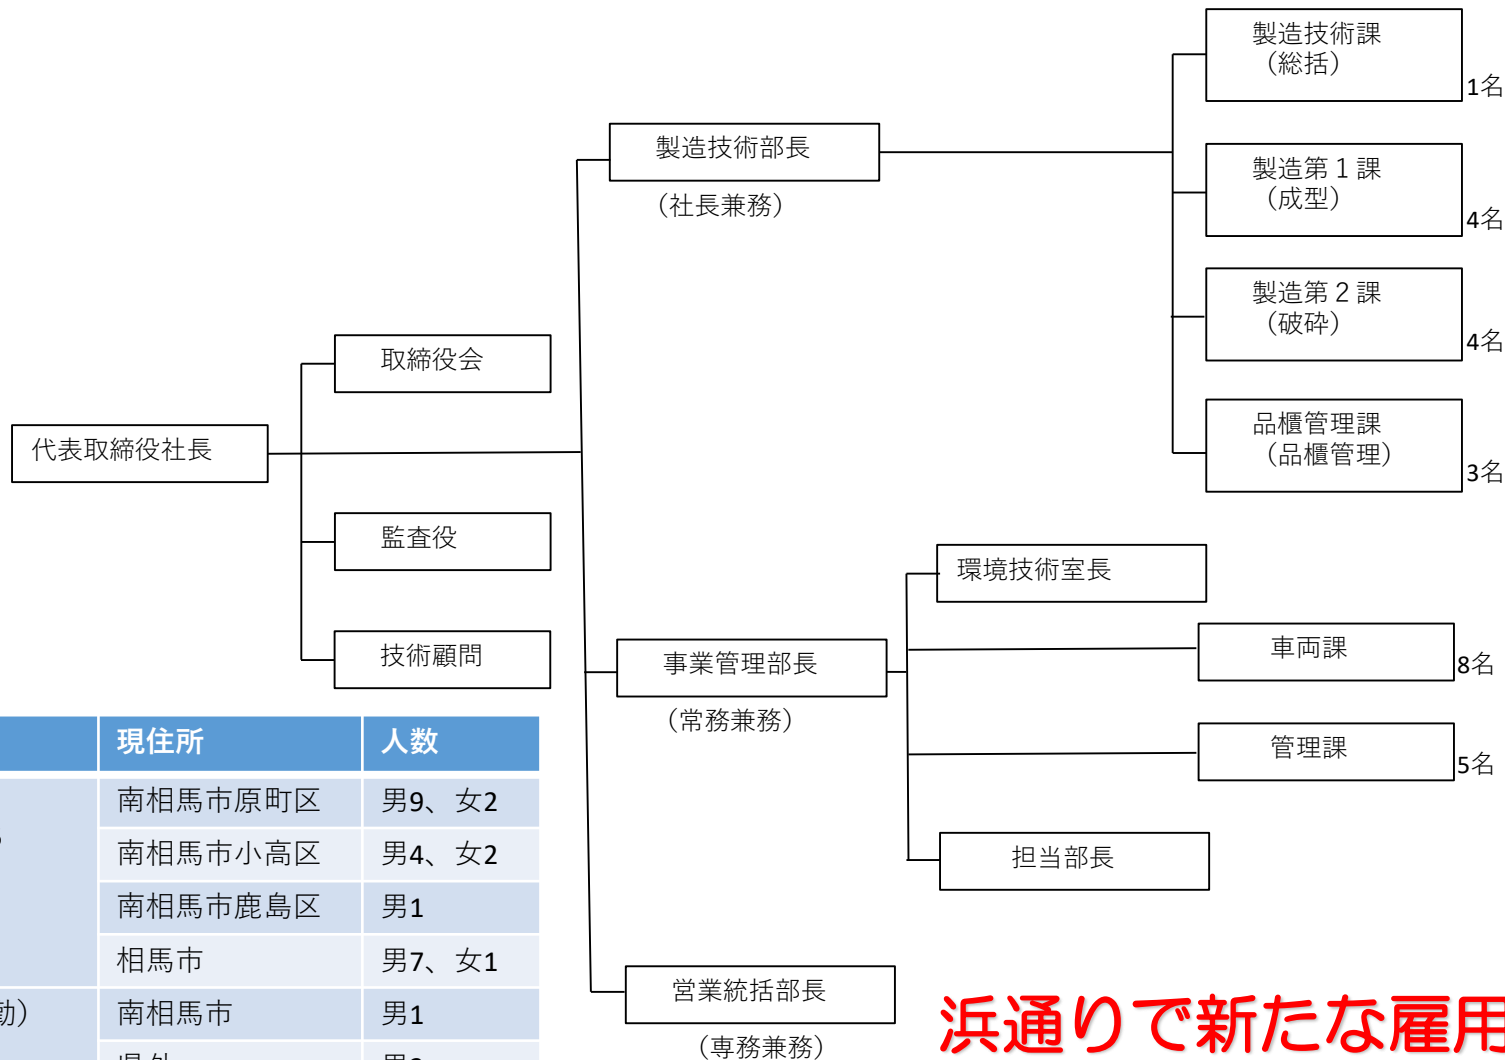 製造技術課
（総括）
1名
製造技術部長
（社長兼務）
製造第１課
（成型）
4名
製造第２課
（破砕）
4名
取締役会
代表取締役社長
品櫃管理課
（品櫃管理）
3名
監査役
環境技術室長
技術顧問
事業管理部長
（常務兼務）
車両課
8名
管理課
5名
担当部長
営業統括部長
（専務兼務）
現住所 人数
南相馬市原町区 男9、女2
南相馬市小高区 男4、女2
南相馬市鹿島区 男1
相馬市 男7、女1
勤） 南相馬市 男1
浜通りで新たな雇用